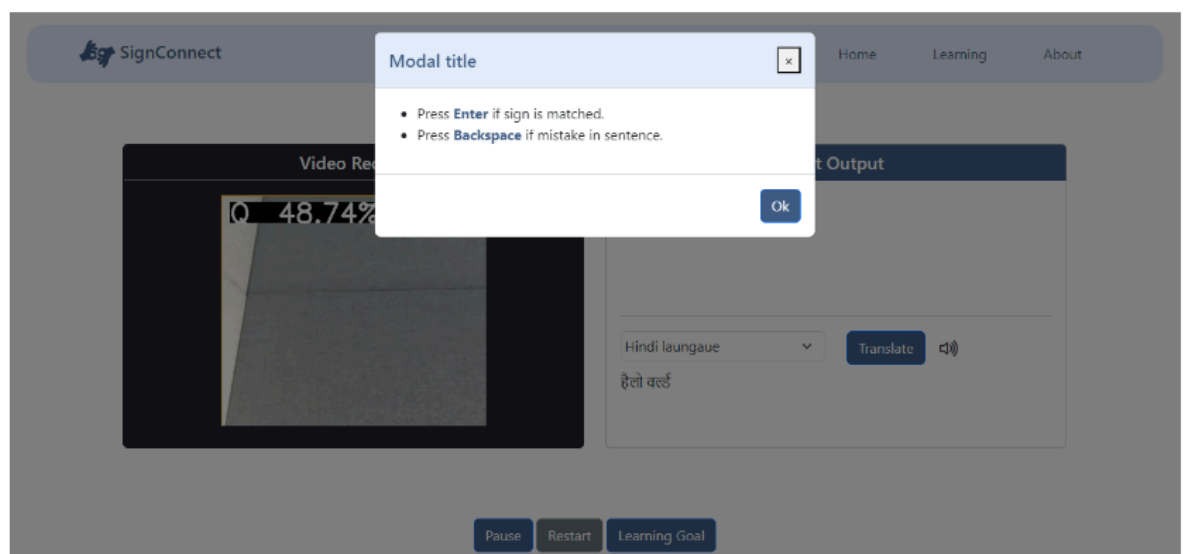 SignConnect
Home
Learning
About
Modal title
×
Press Enter if sign is matched.
Press Backspace if mistake in sentence.
Ok
Video Rec
t Output
Q 48.74%
Hindi laungaue
Translate
हैलो वर्ल्ड
Pause
Restart
Learning Goal